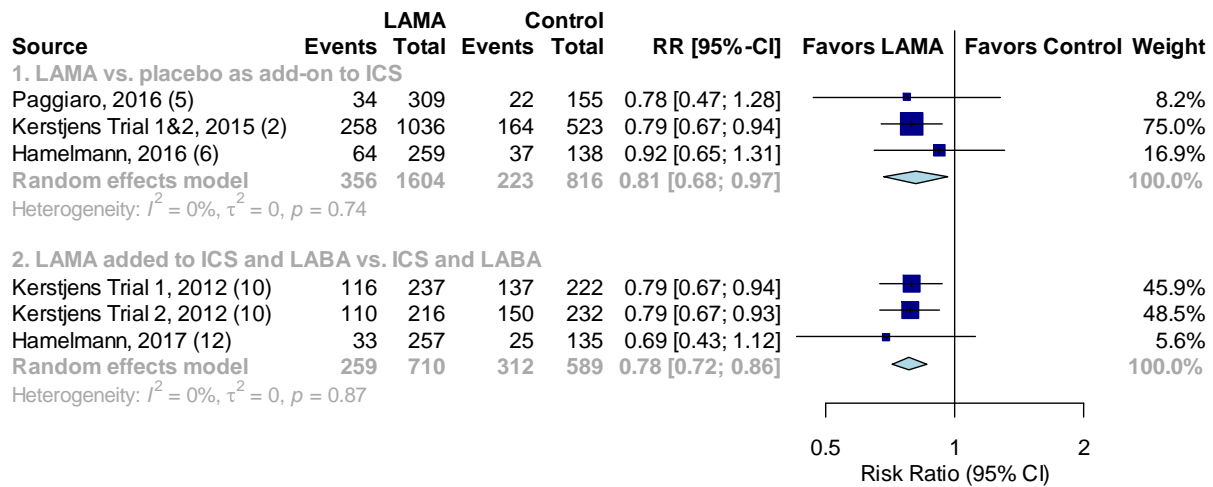 LAMA Control
Source Events Total Events Total RR [95%-CI] Favors LAMA Favors Control Weight
1. LAMA vs. placebo as add-on to ICS
Paggiaro, 2016 (5) 34 309 22 155 0.78 [0.47; 1.28] 8.2%
Kerstjens Trial 1&2, 2015 (2) 258 1036 164 523 0.79 [0.67; 0.94] 75.0%
Hamelmann, 2016 (6) 64 259 37 138 0.92 [0.65; 1.31] 16.9%
Random effects model 356 1604 223 816 0.81 [0.68; 0.97] 100.0%
Heterogeneity: I² = 0%, τ² = 0, p = 0.74
2. LAMA added to ICS and LABA vs. ICS and LABA
Kerstjens Trial 1, 2012 (10) 116 237 137 222 0.79 [0.67; 0.94] 45.9%
Kerstjens Trial 2, 2012 (10) 110 216 150 232 0.79 [0.67; 0.93] 48.5%
Hamelmann, 2017 (12) 33 257 25 135 0.69 [0.43; 1.12] 5.6%
Random effects model 259 710 312 589 0.78 [0.72; 0.86] 100.0%
Heterogeneity: I² = 0%, τ² = 0, p = 0.87
0.5 1 2
Risk Ratio (95% CI)